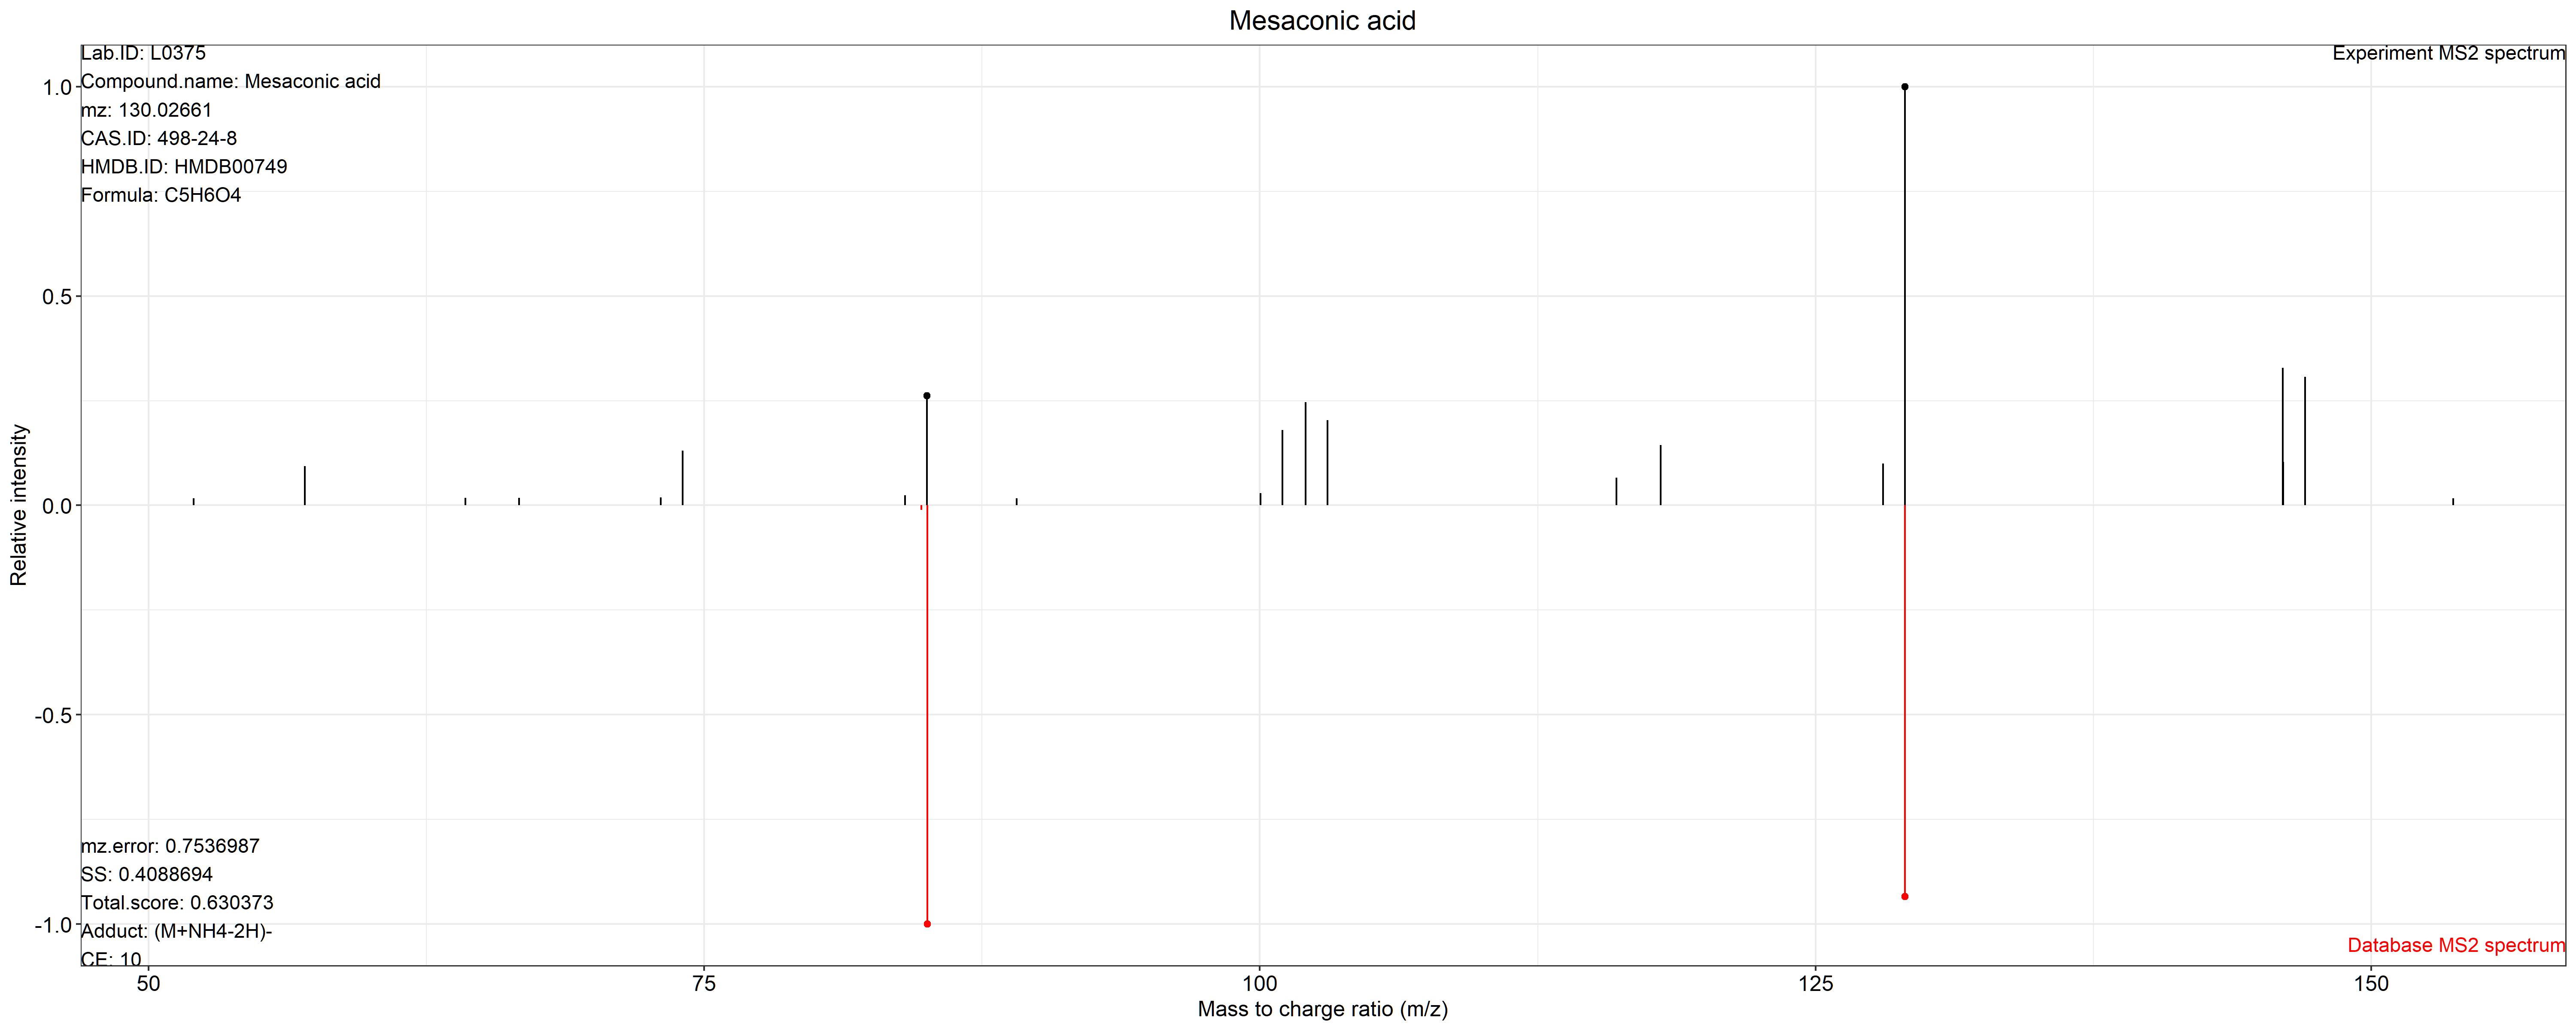 Mesaconic acid
Lab.ID: L0375
Experiment MS2 spectrum
Compound.name: Mesaconic acid
mz: 130.02661
CAS.ID: 498-24-8
HMDB.ID: HMDB00749
Formula: C5H6O4
1.0
0.5
0.0
-0.5
-1.0
Relative intensity
mz.error: 0.7536987
SS: 0.4088694
Total.score: 0.630373
Adduct: (M+NH4-2H)-
CE: 10
Database MS2 spectrum
50 75 100 125 150
Mass to charge ratio (m/z)